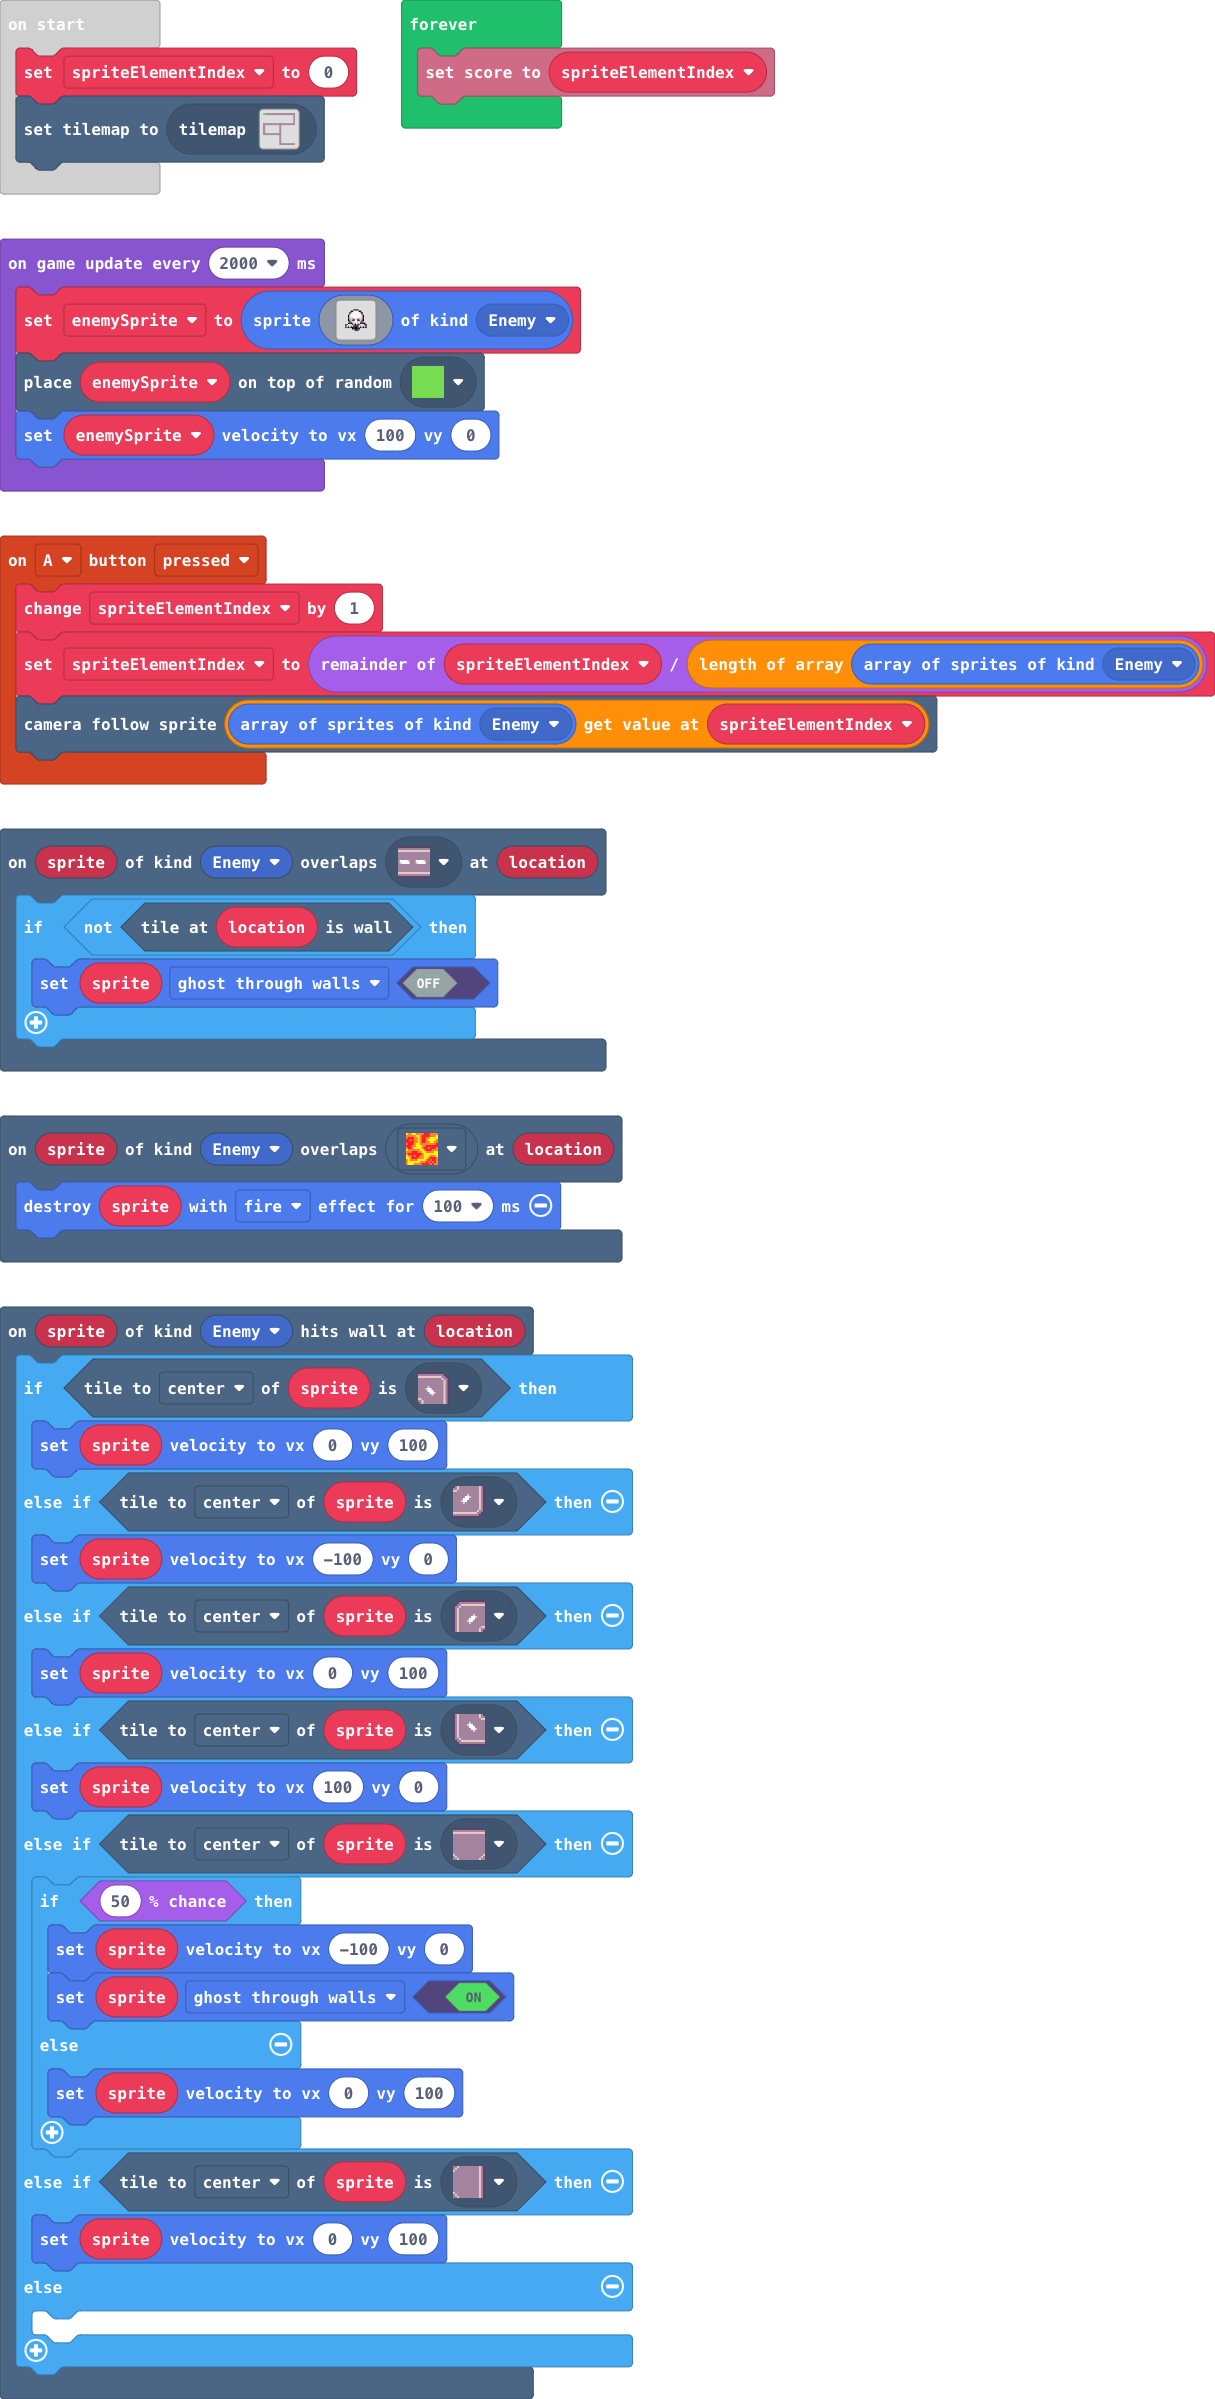 on start
set spriteElementIndex to 0
set tilemap to tilemap
forever
set score to spriteElementIndex
on game update every 2000 ms
set enemySprite to sprite of kind Enemy
place enemySprite on top of random
set enemySprite velocity to vx 100 vy 0
on A button pressed
change spriteElementIndex by 1
set spriteElementIndex to remainder of spriteElementIndex / length of array array of sprites of kind Enemy
camera follow sprite array of sprites of kind Enemy get value at spriteElementIndex
on sprite of kind Enemy overlaps at location
if not tile at location is wall then
set sprite ghost through walls OFF
on sprite of kind Enemy overlaps at location
destroy sprite with fire effect for 100 ms
on sprite of kind Enemy hits wall at location
if tile to center of sprite is then
set sprite velocity to vx 0 vy 100
else if tile to center of sprite is then
set sprite velocity to vx -100 vy 0
else if tile to center of sprite is then
set sprite velocity to vx 0 vy 100
else if tile to center of sprite is then
set sprite velocity to vx 100 vy 0
else if tile to center of sprite is then
if 50 % chance then
set sprite velocity to vx -100 vy 0
set sprite ghost through walls ON
else
set sprite velocity to vx 0 vy 100
else if tile to center of sprite is then
set sprite velocity to vx 0 vy 100
else